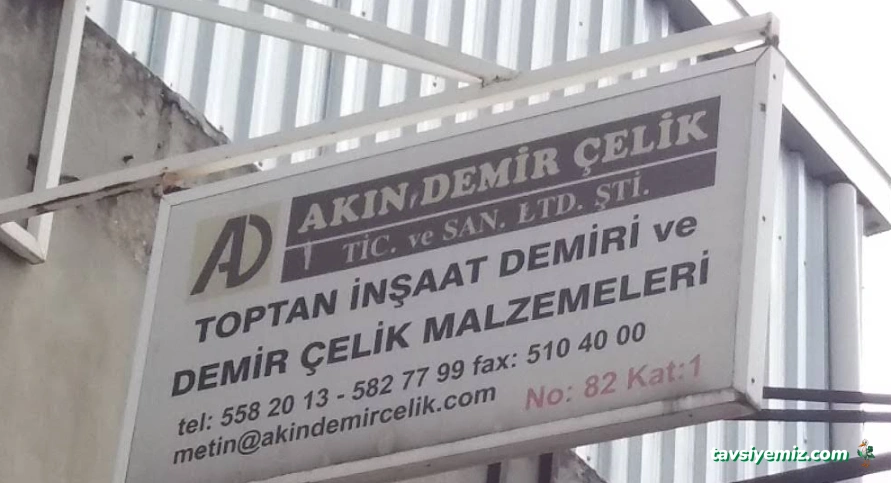 AD
AKIN DEMİR ÇELİK
TİC. ve SAN. LTD. ŞTİ.
TOPTAN İNŞAAT DEMİRİ ve
DEMİR ÇELİK MALZEMELERİ
tel: 558 20 13 - 582 77 99 fax: 510 40 00
metin@akindemircelik.com
No: 82 Kat:1
tavsiyemiz.com